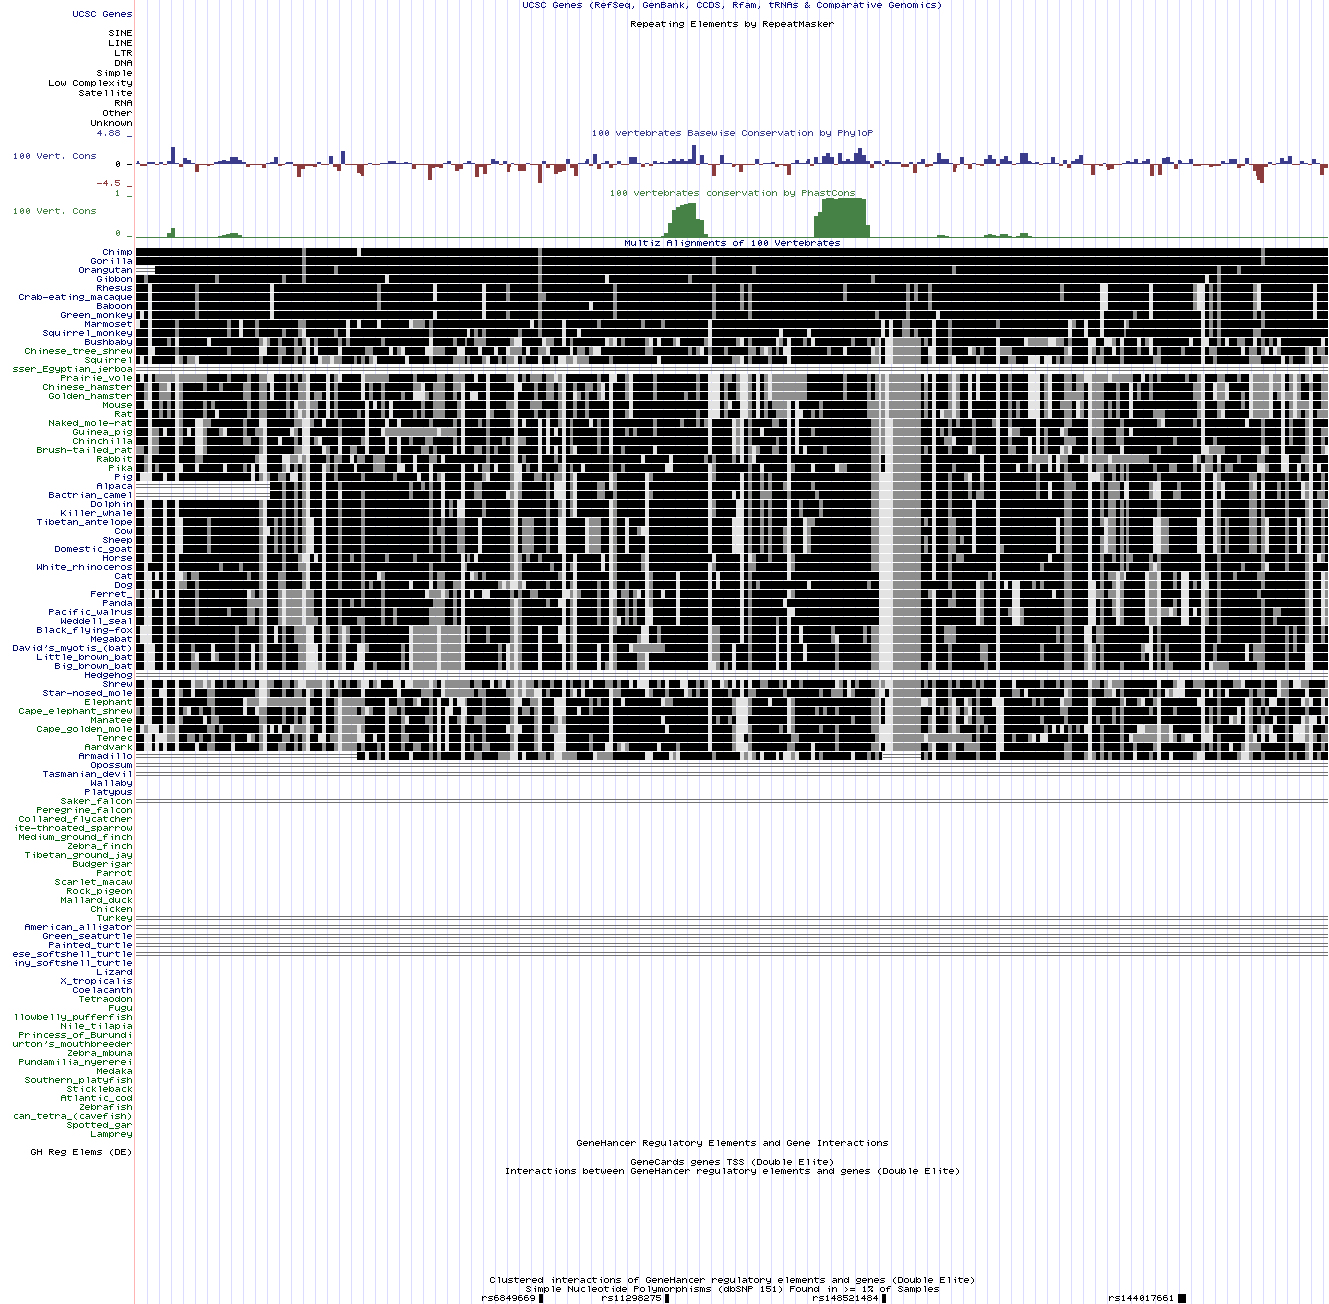 UCSC Genes (RefSeq, GenBank, CCDS, Rfam, tRNAs & Comparative Genomics)
UCSC Genes
Repeating Elements by RepeatMasker
SINE
LINE
LTR
DNA
Simple
Low Complexity
Satellite
RNA
Other
Unknown
100 vertebrates Basewise Conservation by PhyloP
4.88 _
100 Vert. Cons
0 _
-4.5 _
100 vertebrates conservation by PhastCons
1 _
100 Vert. Cons
0 _
Multiz Alignments of 100 Vertebrates
Chimp
Gorilla
Orangutan
Gibbon
Rhesus
Crab-eating_macaque
Baboon
Green_monkey
Marmoset
Squirrel_monkey
Bushbaby
Chinese_tree_shrew
Squirrel
sser_Egyptian_jerboa
Prairie_vole
Chinese_hamster
Golden_hamster
Mouse
Rat
Naked_mole-rat
Guinea_pig
Chinchilla
Brush-tailed_rat
Rabbit
Pika
Pig
Alpaca
Bactrian_camel
Dolphin
Killer_whale
Tibetan_antelope
Cow
Sheep
Domestic_goat
Horse
White_rhinoceros
Cat
Dog
Ferret_
Panda
Pacific_walrus
Weddell_seal
Black_flying-fox
Megabat
David's_myotis_(bat)
Little_brown_bat
Big_brown_bat
Hedgehog
Shrew
Star-nosed_mole
Elephant
Cape_elephant_shrew
Manatee
Cape_golden_mole
Tenrec
Aardvark
Armadillo
Opossum
Tasmanian_devil
Wallaby
Platypus
Saker_falcon
Peregrine_falcon
Collared_flycatcher
ite-throated_sparrow
Medium_ground_finch
Zebra_finch
Tibetan_ground_jay
Budgerigar
Parrot
Scarlet_macaw
Rock_pigeon
Mallard_duck
Chicken
Turkey
American_alligator
Green_seaturtle
Painted_turtle
ese_softshell_turtle
iny_softshell_turtle
Lizard
X_tropicalis
Coelacanth
Tetraodon
Fugu
llowbelly_pufferfish
Nile_tilapia
Princess_of_Burundi
urton's_mouthbreeder
Zebra_mbuna
Pundamilia_nyererei
Medaka
Southern_platyfish
Stickleback
Atlantic_cod
Zebrafish
can_tetra_(cavefish)
Spotted_gar
Lamprey
GeneHancer Regulatory Elements and Gene Interactions
GH Reg Elems (DE)
GeneCards genes TSS (Double Elite)
Interactions between GeneHancer regulatory elements and genes (Double Elite)
Clustered interactions of GeneHancer regulatory elements and genes (Double Elite)
Simple Nucleotide Polymorphisms (dbSNP 151) Found in >= 1% of Samples
rs6849669 rs11298275 rs148521484 rs144017661